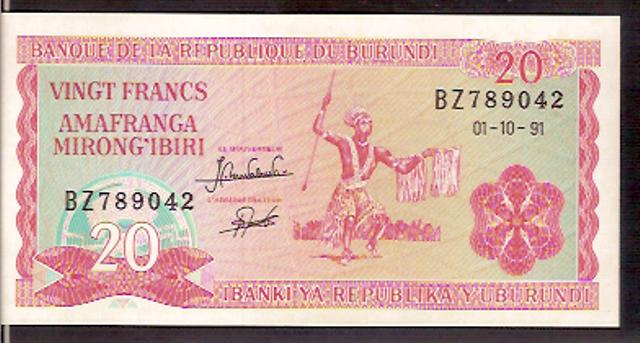 BANQUE DE LA REPUBLIQUE DU BURUNDI
20
VINGT FRANCS
BZ789042
01-10-91
AMAFRANGA
MIRONG'IBIRI
BZ789042
20
IBANKI YA REPUBLIKA Y'UBURUNDI